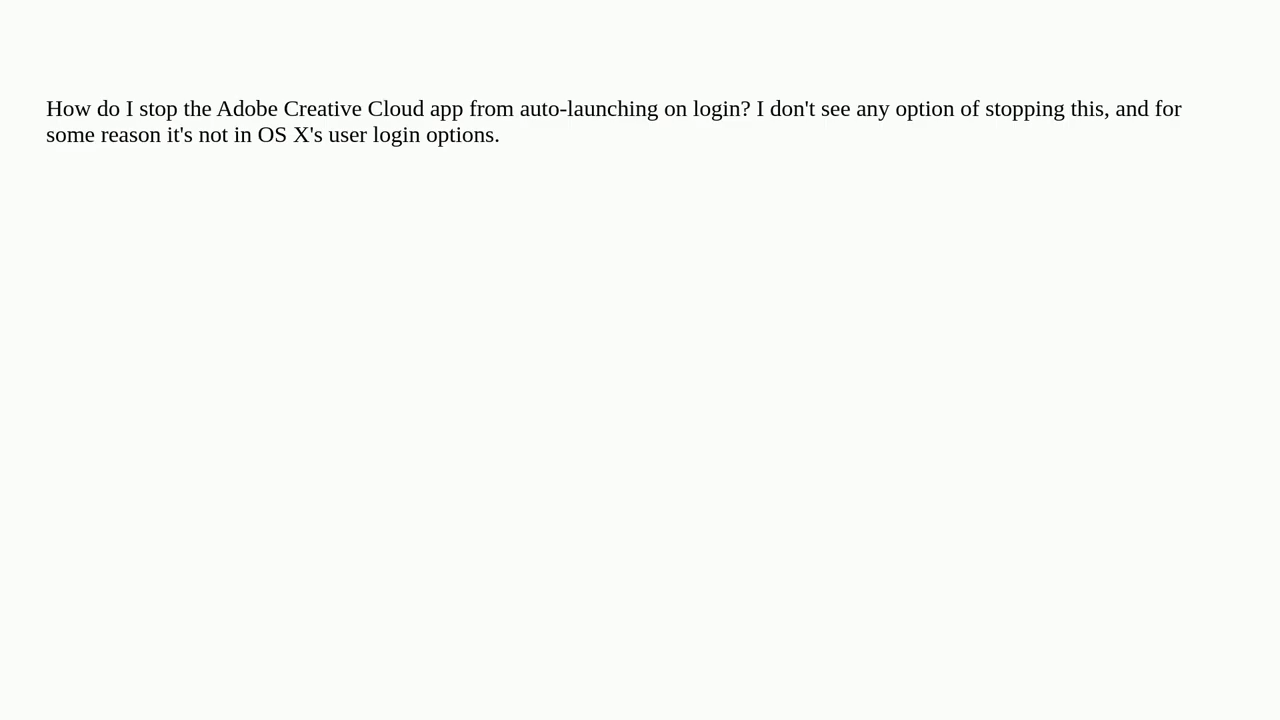 How do I stop the Adobe Creative Cloud app from auto-launching on login? I don't see any option of stopping this, and for
some reason it's not in OS X's user login options.